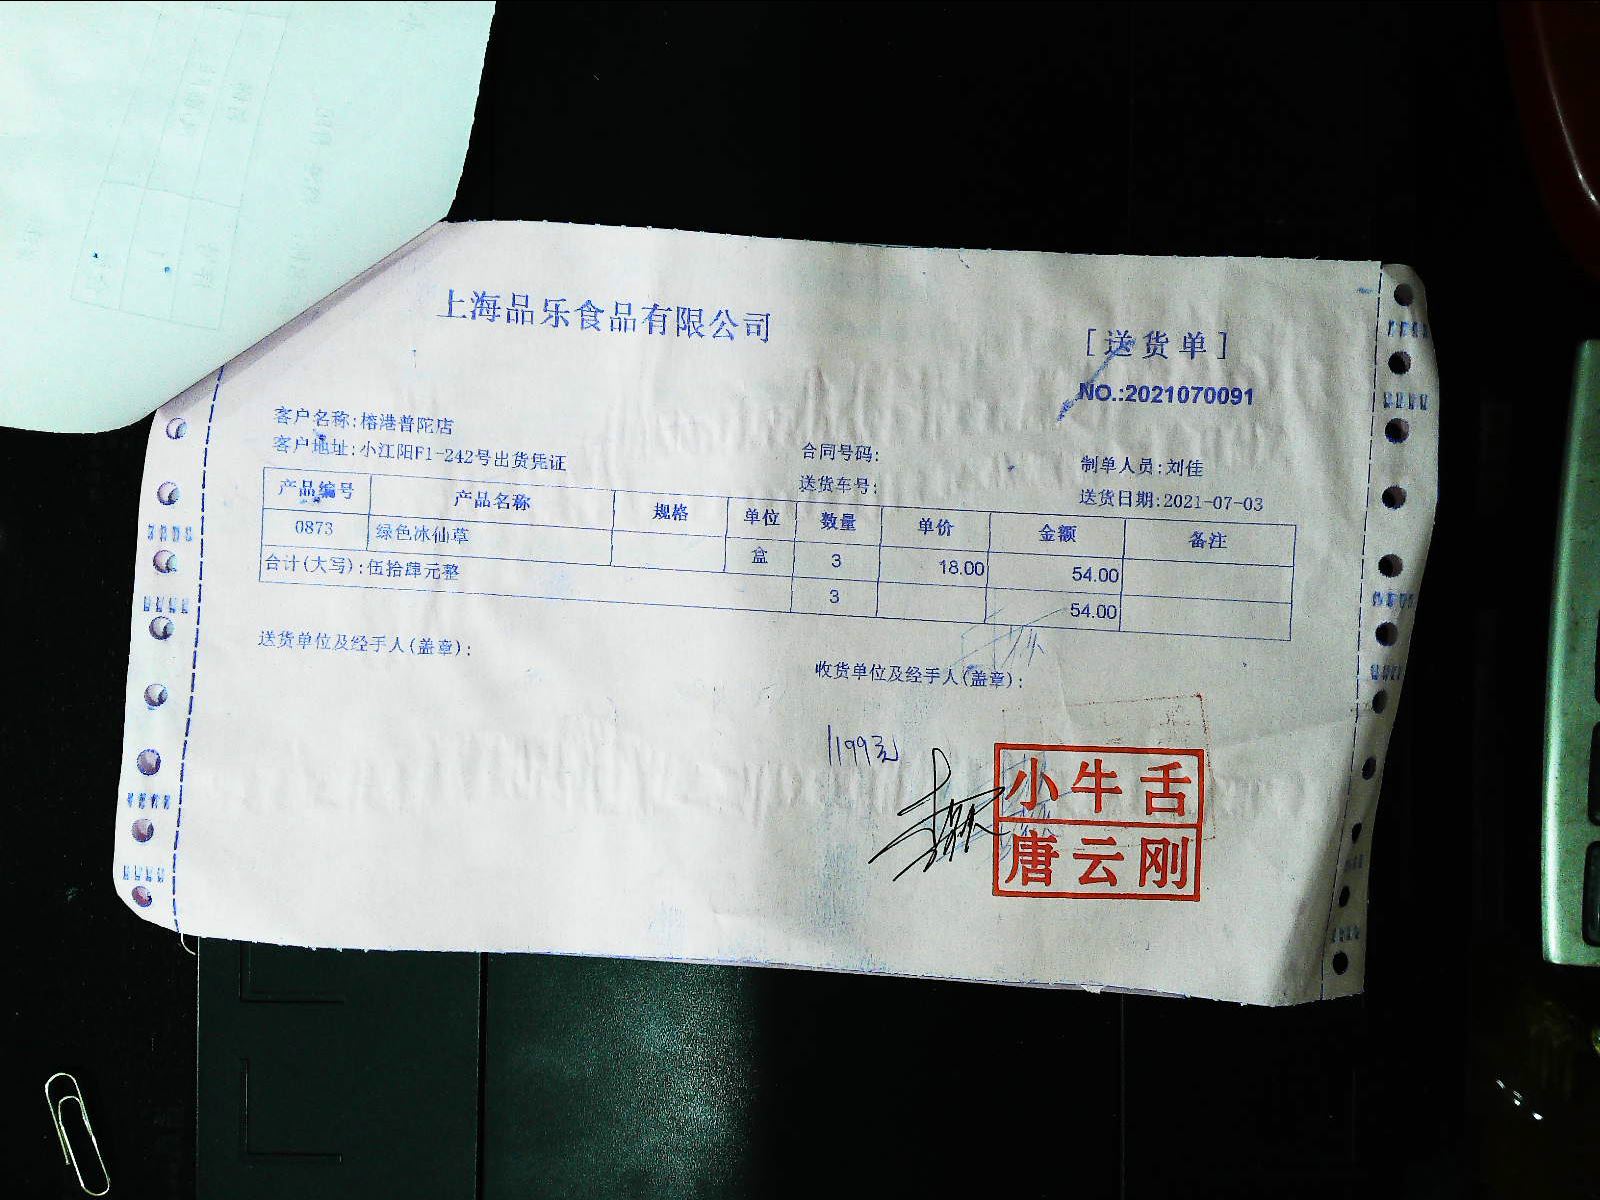 上海品乐食品有限公司
[送货单]
NO.:2021070091
客户名称:榕港普陀店
客户地址:小江阳F1-242号出货凭证
合同号码:
制单人员:刘佳
送货车号:
送货日期:2021-07-03
产品编号 产品名称 规格 单位 数量 单价 金额 备注
0873 绿色冰仙草 盒 3 18.00 54.00
合计(大写):伍拾肆元整 3 54.00
送货单位及经手人(盖章):
收货单位及经手人(盖章):
1199元
小牛舌
唐云刚